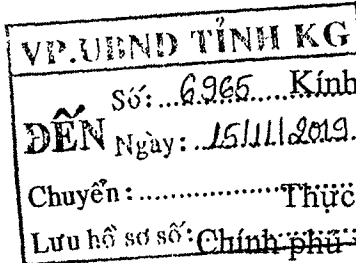 VP.UBND TỈNH KG
Số: 6965 Kính
ĐẾN Ngày: 15/11/2019
Chuyển: Thực
Lưu hồ sơ số: Chính phủ